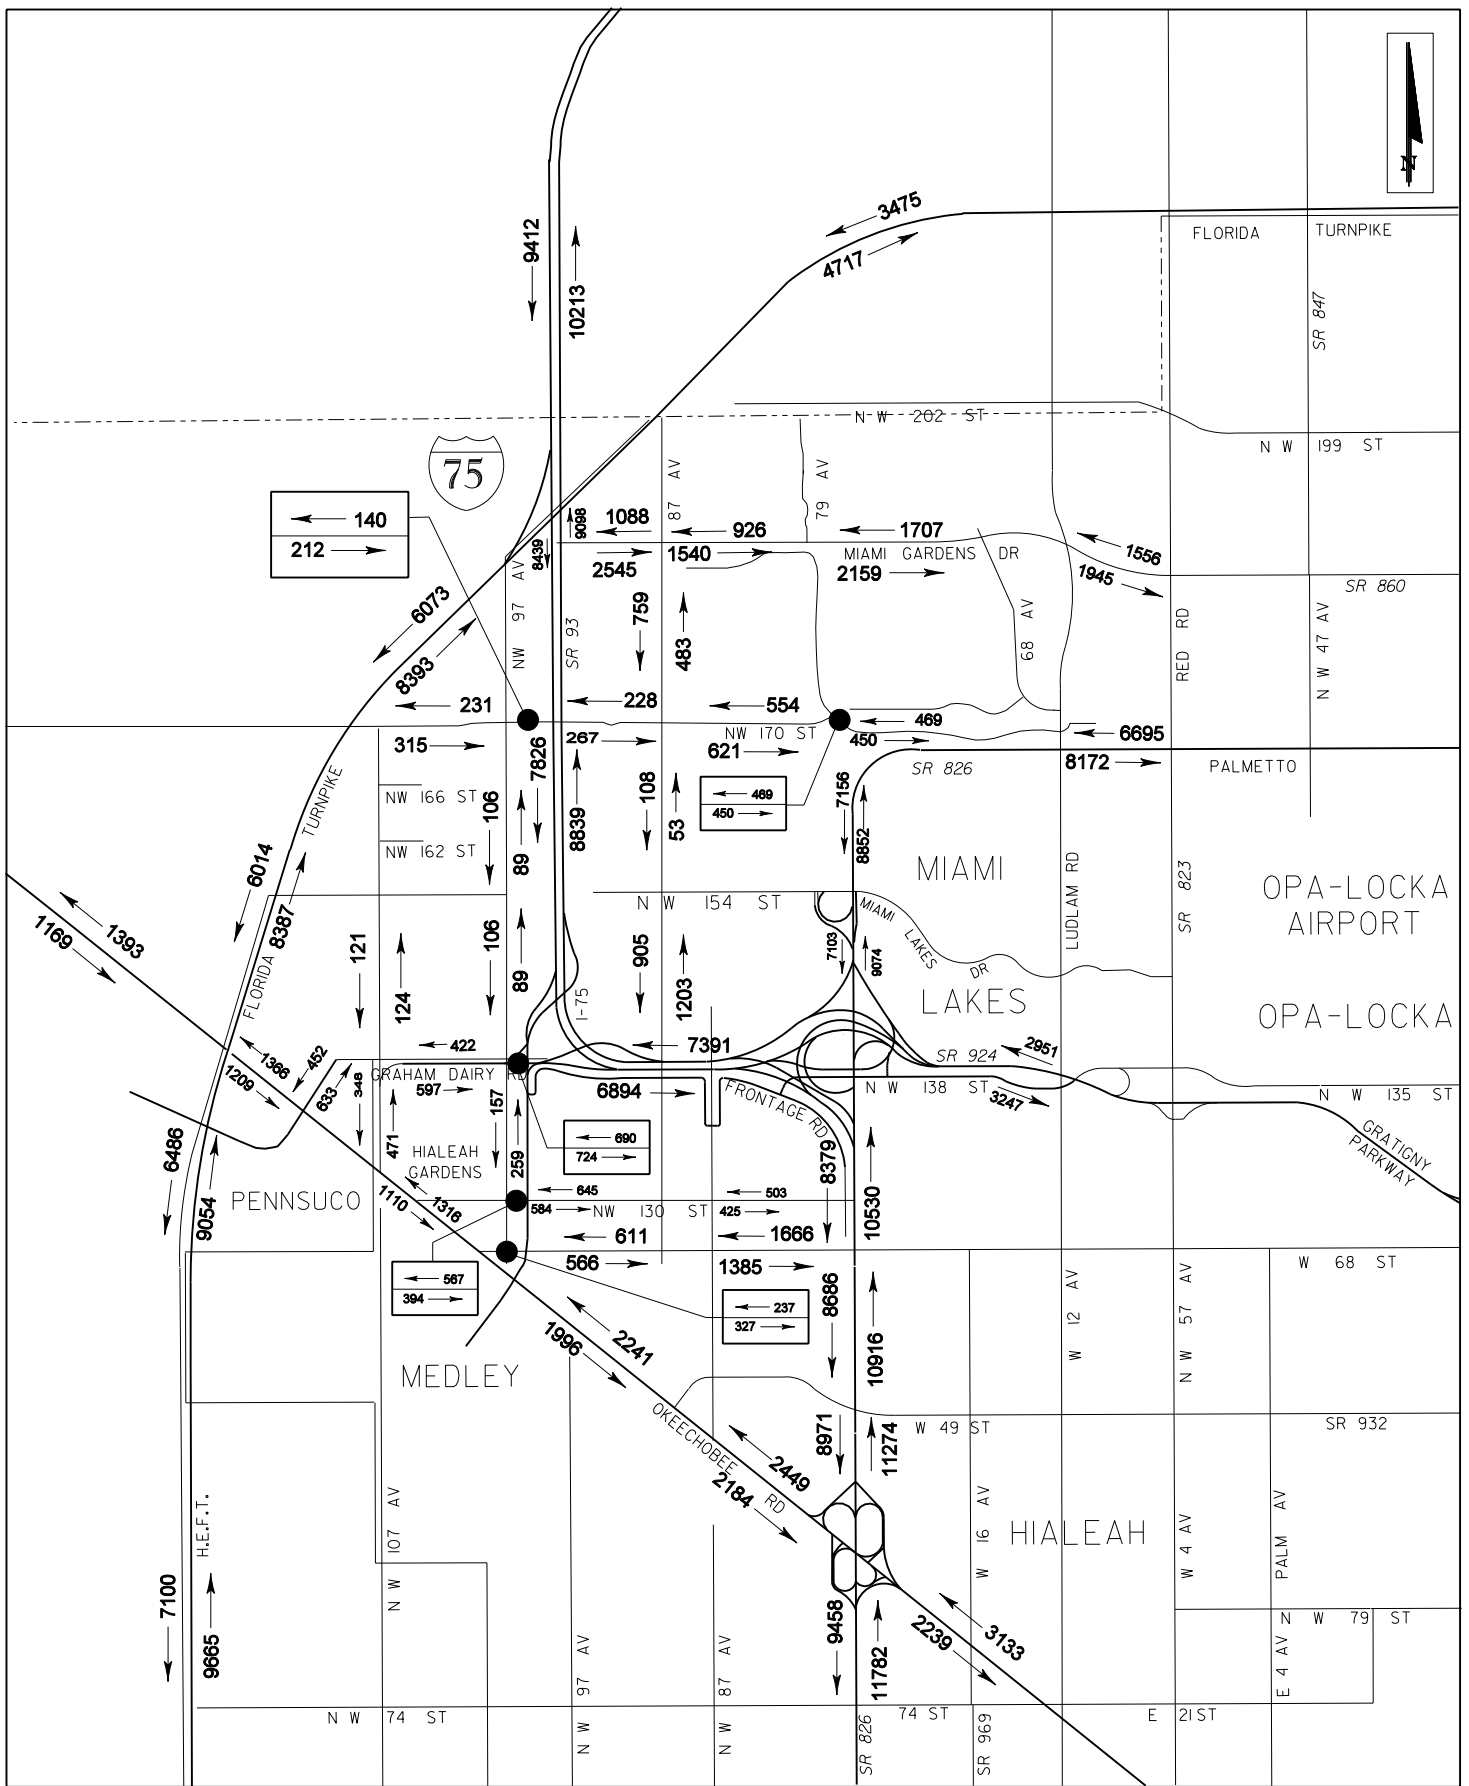 N
3475
4717
FLORIDA TURNPIKE
9412
10213
SR 847
N W 202 ST
N W 199 ST
75
87 AV
79 AV
140
212
1088
9098
926
1707
8439
2545
1540
MIAMI GARDENS DR
2159
1556
1945
SR 860
NW 97 AV
SR 93
759
483
68 AV
RED RD
N W 47 AV
6073
8393
231
228
554
469
315
267
NW 170 ST
621
450
6695
8172
SR 826
PALMETTO
7826
8839
108
53
469
450
7156
8852
FLORIDA TURNPIKE
NW 166 ST
NW 162 ST
106
89
MIAMI
LUDLAM RD
SR 823
OPA-LOCKA
AIRPORT
6014
8387
N W 154 ST
MIAMI LAKES DR
1393
1169
121
124
106
89
905
1203
7103
9074
I-75
LAKES
OPA-LOCKA
1366
1209
452
633
348
422
GRAHAM DAIRY RD
597
471
157
259
7391
6894
FRONTAGE RD
SR 924
2951
N W 138 ST
3247
N W 135 ST
GRATIGNY
PARKWAY
6486
9054
HIALEAH
GARDENS
690
724
8379
10530
PENNSUCO
1110
1316
645
584
NW 130 ST
503
425
611
566
1666
1385
W 68 ST
567
394
237
327
8686
10916
W 12 AV
N W 57 AV
1996
2241
MEDLEY
OKEECHOBEE RD
2449
2184
8971
11274
W 49 ST
SR 932
H.E.F.T.
N W 107 AV
W 16 AV
HIALEAH
W 4 AV
PALM AV
7100
9665
N W 97 AV
N W 87 AV
9458
11782
2239
3133
N W 79 ST
E 4 AV
N W 74 ST
SR 826
74 ST
SR 969
E 21 ST